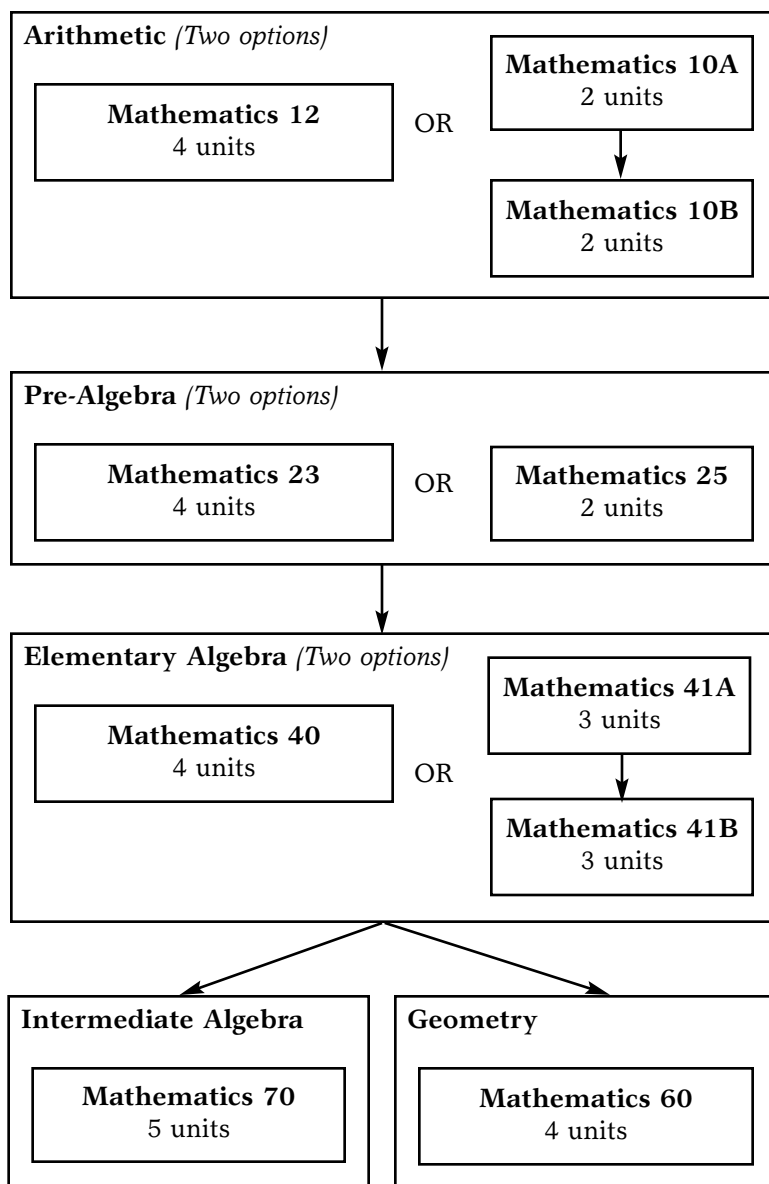 Arithmetic (Two options)
Mathematics 12
4 units
OR
Mathematics 10A
2 units
Mathematics 10B
2 units
Pre-Algebra (Two options)
Mathematics 23
4 units
OR
Mathematics 25
2 units
Elementary Algebra (Two options)
Mathematics 40
4 units
OR
Mathematics 41A
3 units
Mathematics 41B
3 units
Intermediate Algebra
Mathematics 70
5 units
Geometry
Mathematics 60
4 units